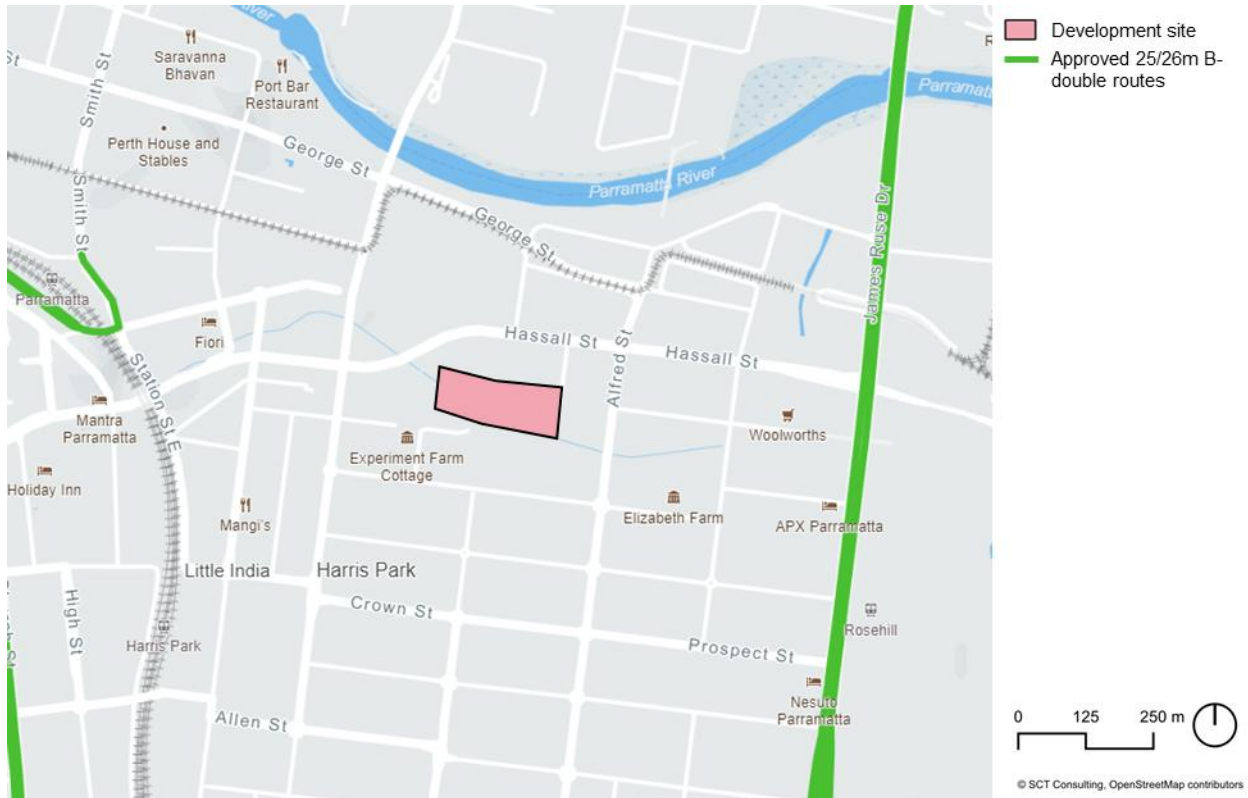 Development site
Approved 25/26m B-
double routes
iver
St
Smith St
Saravanna
Bhavan
Port Bar
Restaurant
Perth House and
Stables
George St
Parramatta River
Parramatt
R
Smith St
George St
James Ruse Dr
Parramatta
Fiori
Hassall St
Hassall St
Station St E
Alfred St
Mantra
Parramatta
Woolworths
Experiment Farm
Cottage
Holiday Inn
Mangi's
Elizabeth Farm
APX Parramatta
Little India
Harris Park
Crown St
High St
Rosehill
Harris Park
Prospect St
Nesuto
Parramatta
Allen St
0 125 250 m
© SCT Consulting, OpenStreetMap contributors